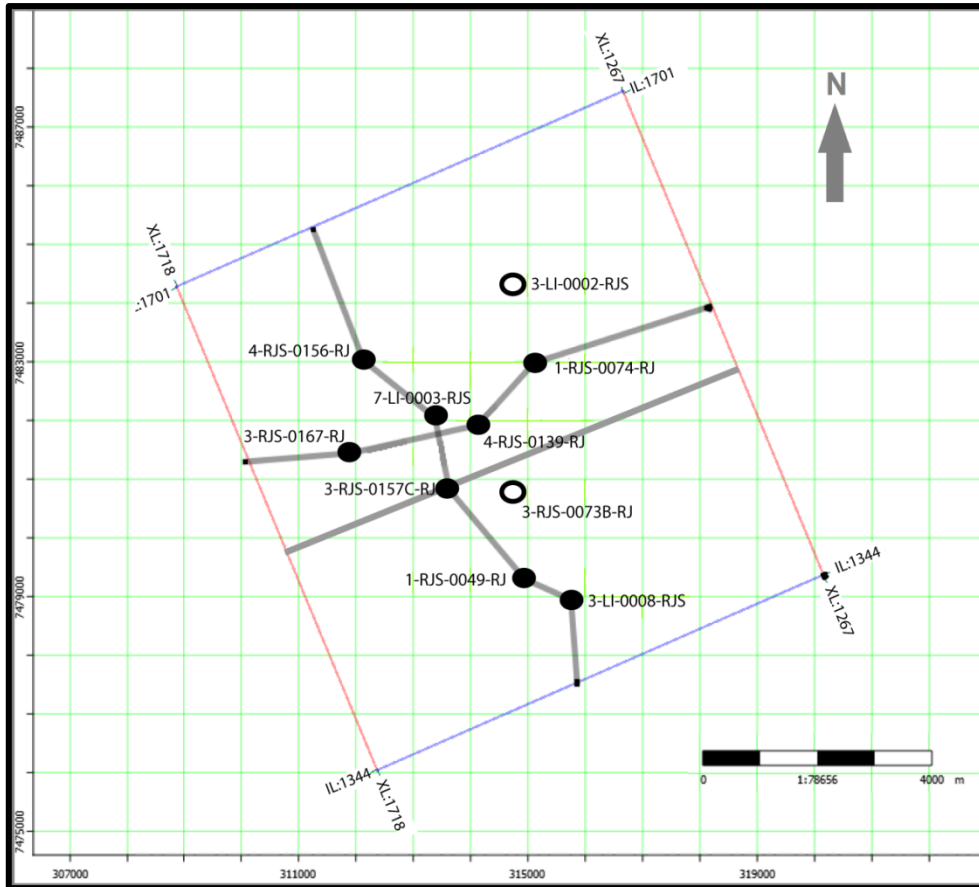 XL:1267
IL:1701
N
7487000
XL:1718
:1701
3-LI-0002-RJS
4-RJS-0156-RJ
1-RJS-0074-RJ
7483000
7-LI-0003-RJS
3-RJS-0167-RJ
4-RJS-0139-RJ
3-RJS-0157C-RJ
3-RJS-0073B-RJ
1-RJS-0049-RJ
3-LI-0008-RJS
7479000
IL:1344
XL:1267
IL:1344
XL:1718
0 1:78656 4000 m
7475000
307000 311000 315000 319000